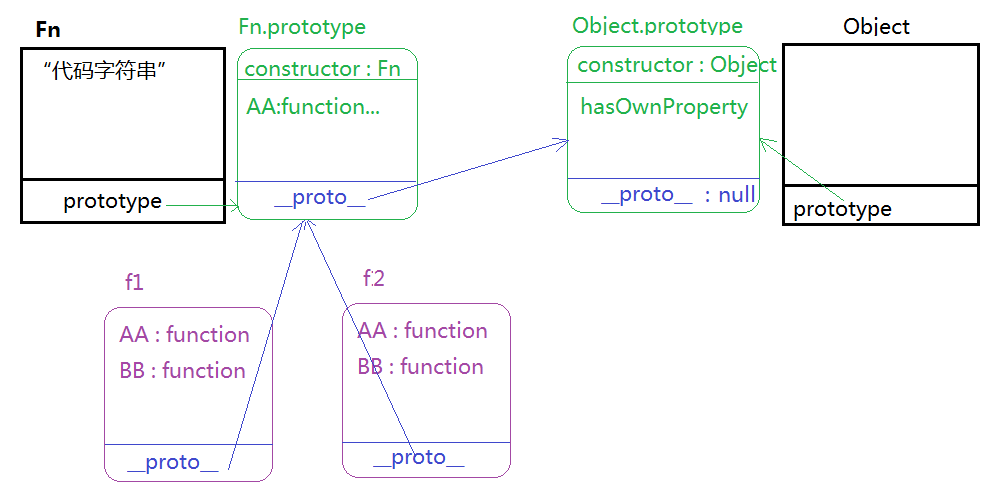 Fn
“代码字符串”
prototype
Fn.prototype
constructor : Fn
AA:function...
__proto__
Object.prototype
constructor : Object
hasOwnProperty
__proto__ : null
Object
prototype
f1
AA : function
BB : function
__proto__
f2
AA : function
BB : function
__proto__